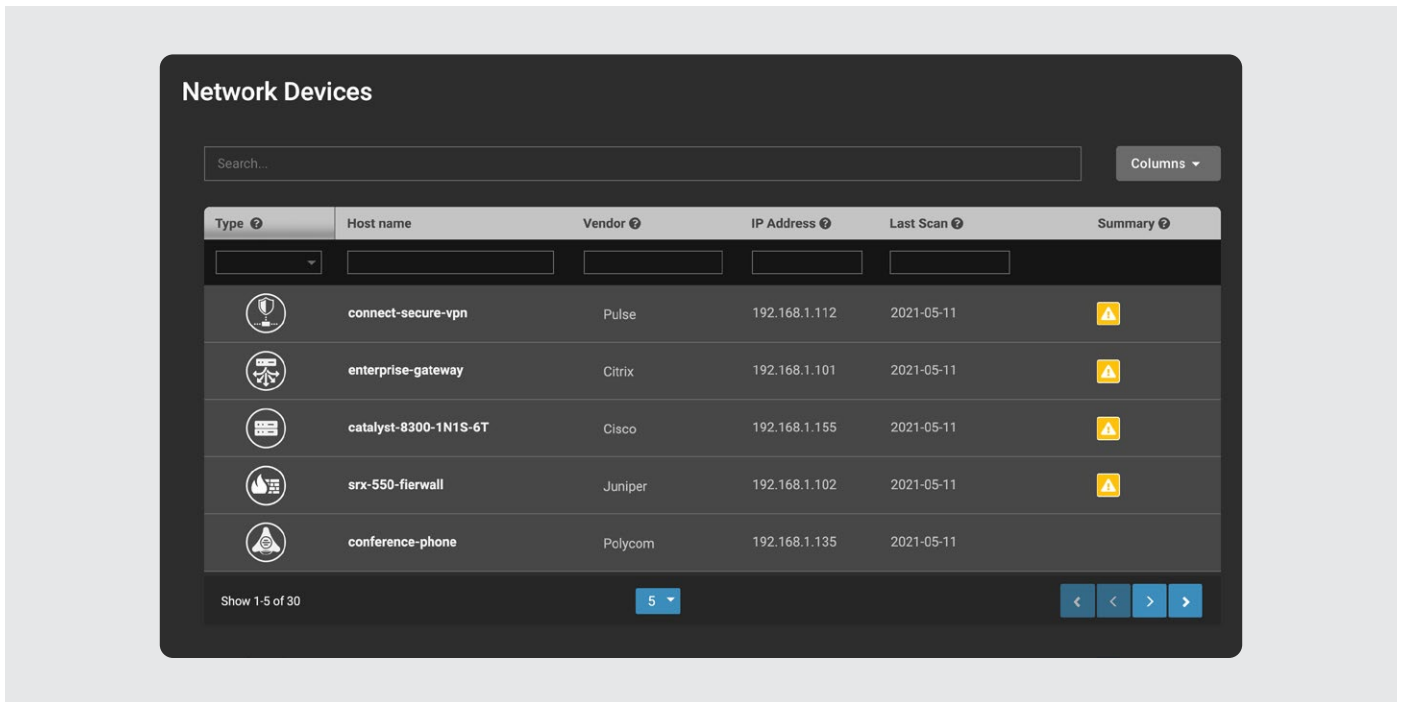 Network Devices
Search...
Columns
Type Host name Vendor IP Address Last Scan Summary
connect-secure-vpn Pulse 192.168.1.112 2021-05-11
enterprise-gateway Citrix 192.168.1.101 2021-05-11
catalyst-8300-1N1S-6T Cisco 192.168.1.155 2021-05-11
srx-550-fierwall Juniper 192.168.1.102 2021-05-11
conference-phone Polycom 192.168.1.135 2021-05-11
Show 1-5 of 30 5